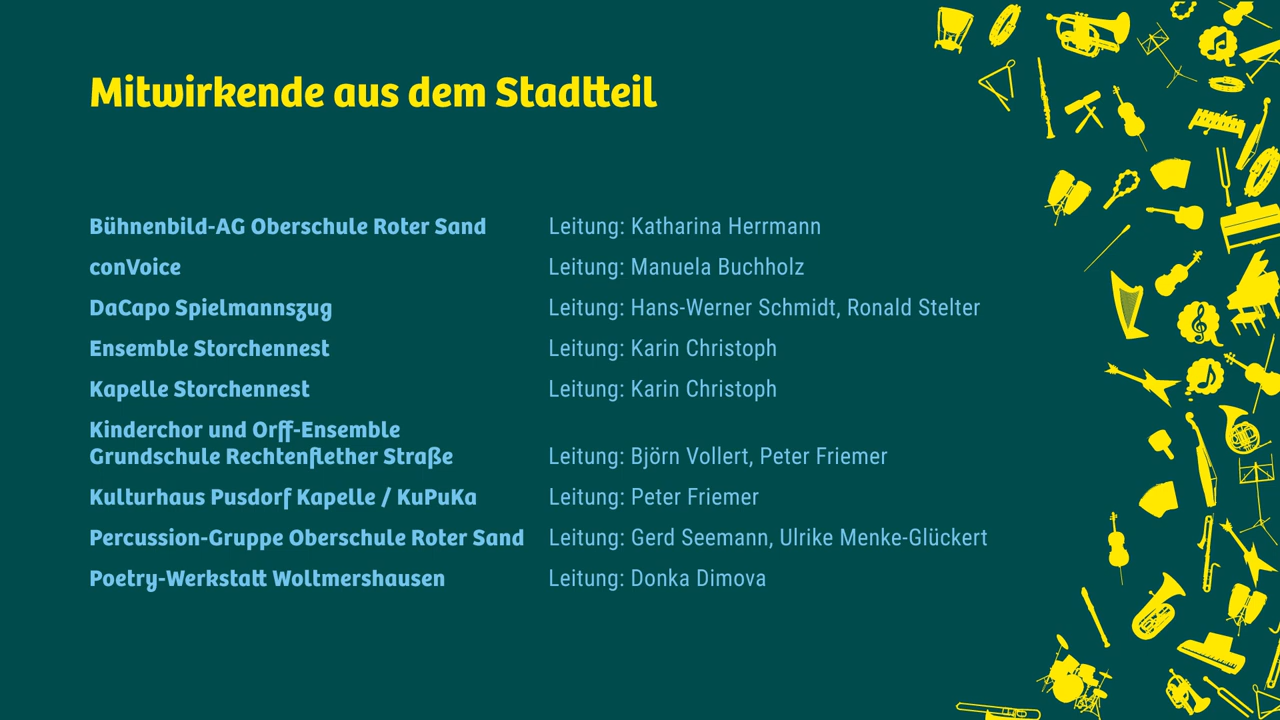 Mitwirkende aus dem Stadtteil
Bühnenbild-AG Oberschule Roter Sand Leitung: Katharina Herrmann
conVoice Leitung: Manuela Buchholz
DaCapo Spielmannszug Leitung: Hans-Werner Schmidt, Ronald Stelter
Ensemble Storchennest Leitung: Karin Christoph
Kapelle Storchennest Leitung: Karin Christoph
Kinderchor und Orff-Ensemble
Grundschule Rechtenflether Straße Leitung: Björn Vollert, Peter Friemer
Kulturhaus Pusdorf Kapelle / KuPuKa Leitung: Peter Friemer
Percussion-Gruppe Oberschule Roter Sand Leitung: Gerd Seemann, Ulrike Menke-Glückert
Poetry-Werkstatt Woltmershausen Leitung: Donka Dimova